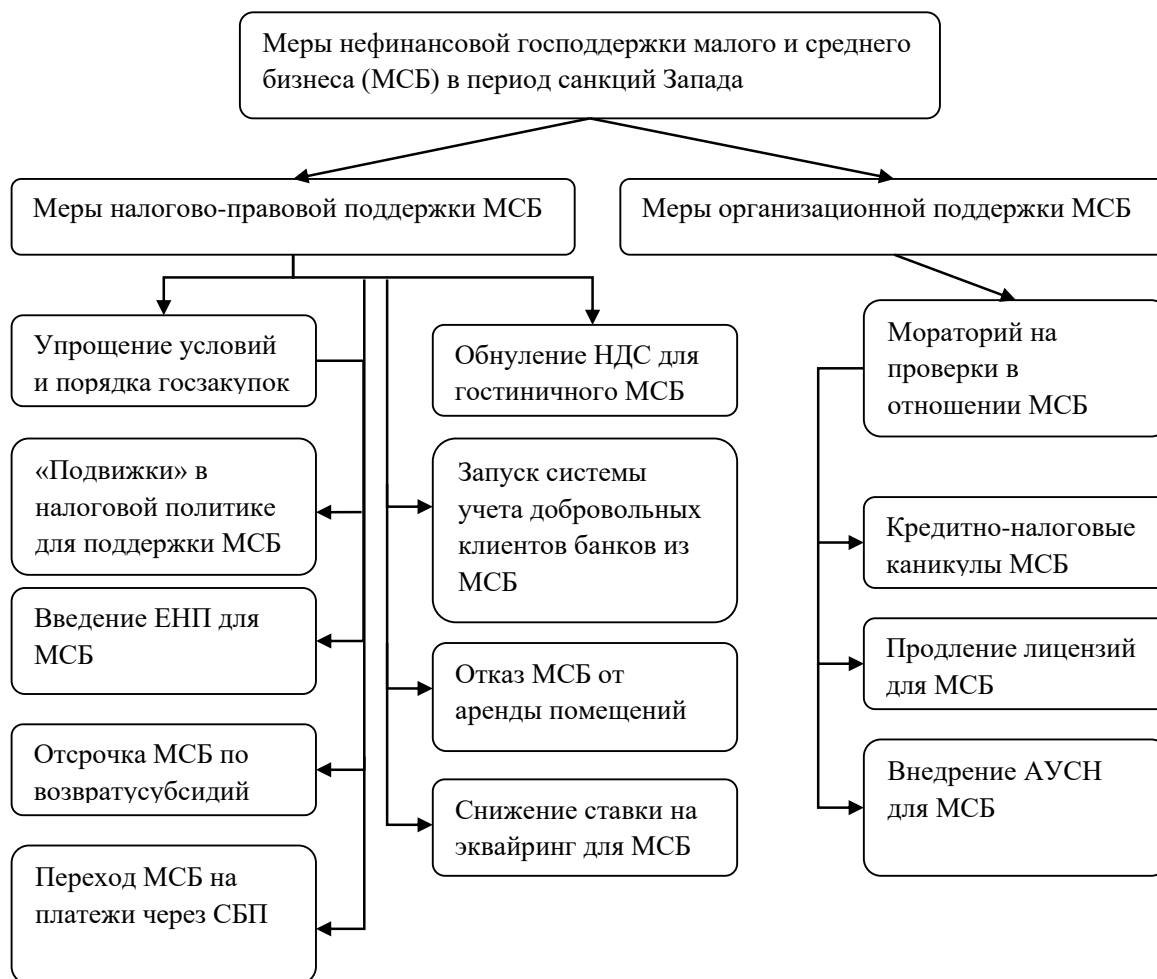 Меры нефинансовой господдержки малого и среднего
бизнеса (МСБ) в период санкций Запада
Меры налогово-правовой поддержки МСБ
Меры организационной поддержки МСБ
Упрощение условий
и порядка госзакупок
«Подвижки» в
налоговой политике
для поддержки МСБ
Введение ЕНП для
МСБ
Отсрочка МСБ по
возвратусубсидий
Переход МСБ на
платежи через СБП
Обнуление НДС для
гостиничного МСБ
Запуск системы
учета добровольных
клиентов банков из
МСБ
Отказ МСБ от
аренды помещений
Снижение ставки на
эквайринг для МСБ
Мораторий на
проверки в
отношении МСБ
Кредитно-налоговые
каникулы МСБ
Продление лицензий
для МСБ
Внедрение АУСН
для МСБ